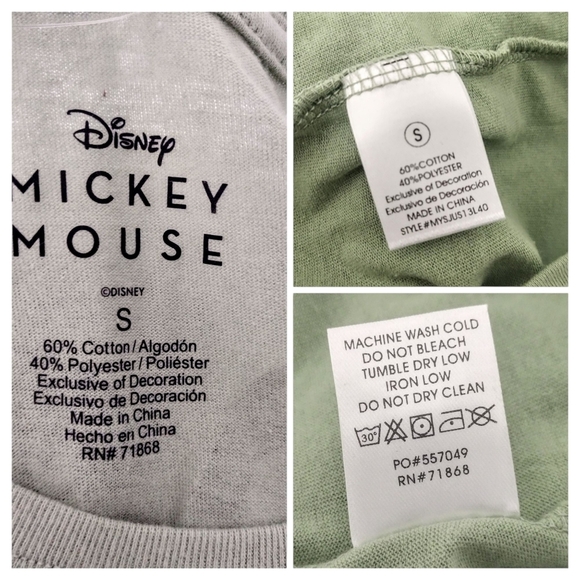 Disney
MICKEY
MOUSE
©DISNEY
S
60% Cotton/Algodón
40% Polyester/Poliéster
Exclusive of Decoration
Exclusivo de Decoración
Made in China
Hecho en China
RN# 71868
S
60%COTTON
40%POLYESTER
Exclusive of Decoration
Exclusivo de Decoración
MADE IN CHINA
STYLE#MYSJUS13L40
MACHINE WASH COLD
DO NOT BLEACH
TUMBLE DRY LOW
IRON LOW
DO NOT DRY CLEAN
30°
PO#557049
RN#71868